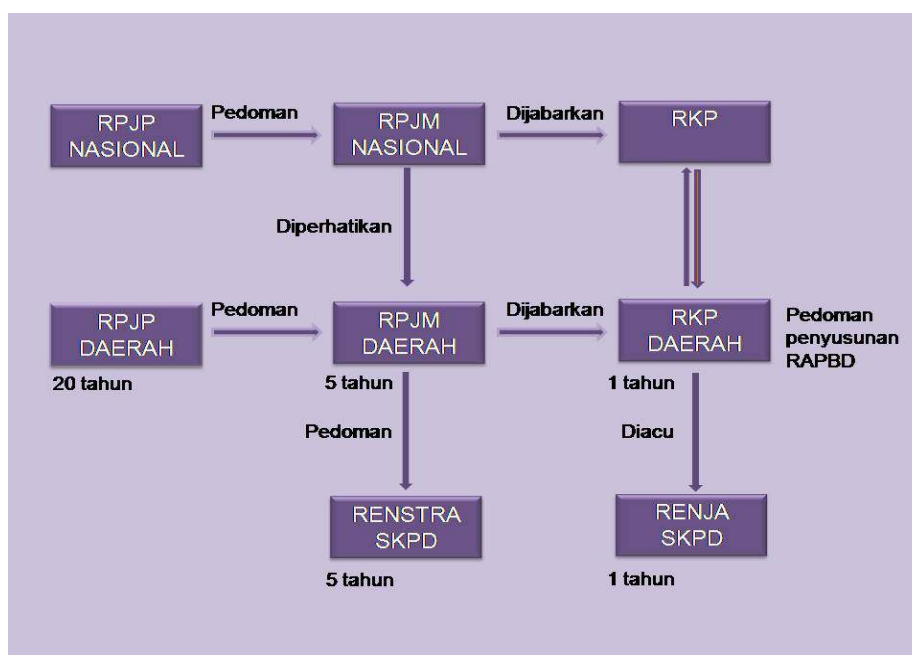 Pedoman
Dijabarkan
RPJP
NASIONAL
RPJM
NASIONAL
RKP
Diperhatikan
Pedoman
Dijabarkan
RPJP
DAERAH
RPJM
DAERAH
RKP
DAERAH
Pedoman
penyusunan
RAPBD
20 tahun
5 tahun
1 tahun
Pedoman
Diacu
RENSTRA
SKPD
RENJA
SKPD
5 tahun
1 tahun